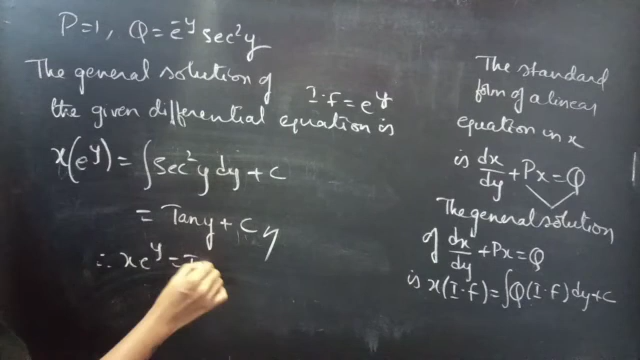 P=1, Q=e^{-y} sec²y
The general solution of
I.f=e^y
the given differential equation is
x(e^y) = ∫sec²y dy + c
= Tany + c //
∴ xe^y = T
The standard
form of a linear
equation in x
is dx/dy + Px = Q
The general solution
of dx/dy + Px = Q
is x(I.f) = ∫Q(I.f)dy+c